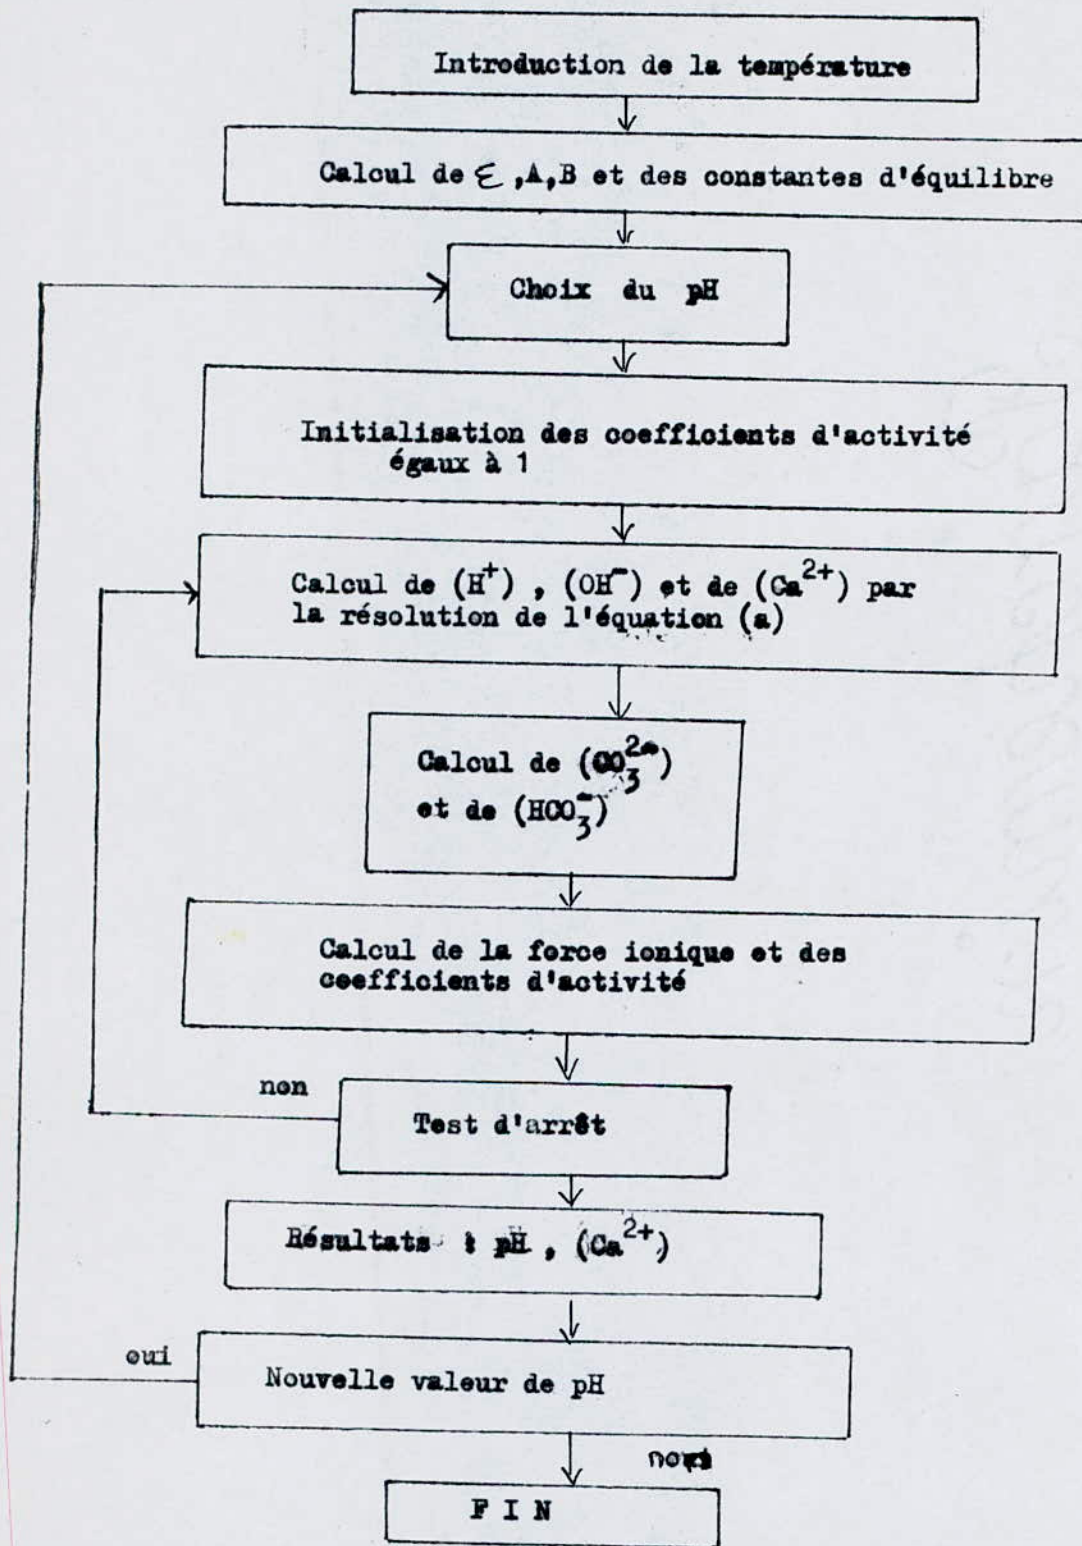 Introduction de la température
Calcul de ε ,A,B et des constantes d'équilibre
Choix du pH
Initialisation des coefficients d'activité
égaux à 1
Calcul de (H⁺) , (OH⁻) et de (Ca²⁺) par
la résolution de l'équation (a)
Calcul de (CO₃²⁻)
et de (HCO₃⁻)
Calcul de la force ionique et des
coefficients d'activité
non
Test d'arrêt
Résultats : pH , (Ca²⁺)
oui
Nouvelle valeur de pH
non
F I N